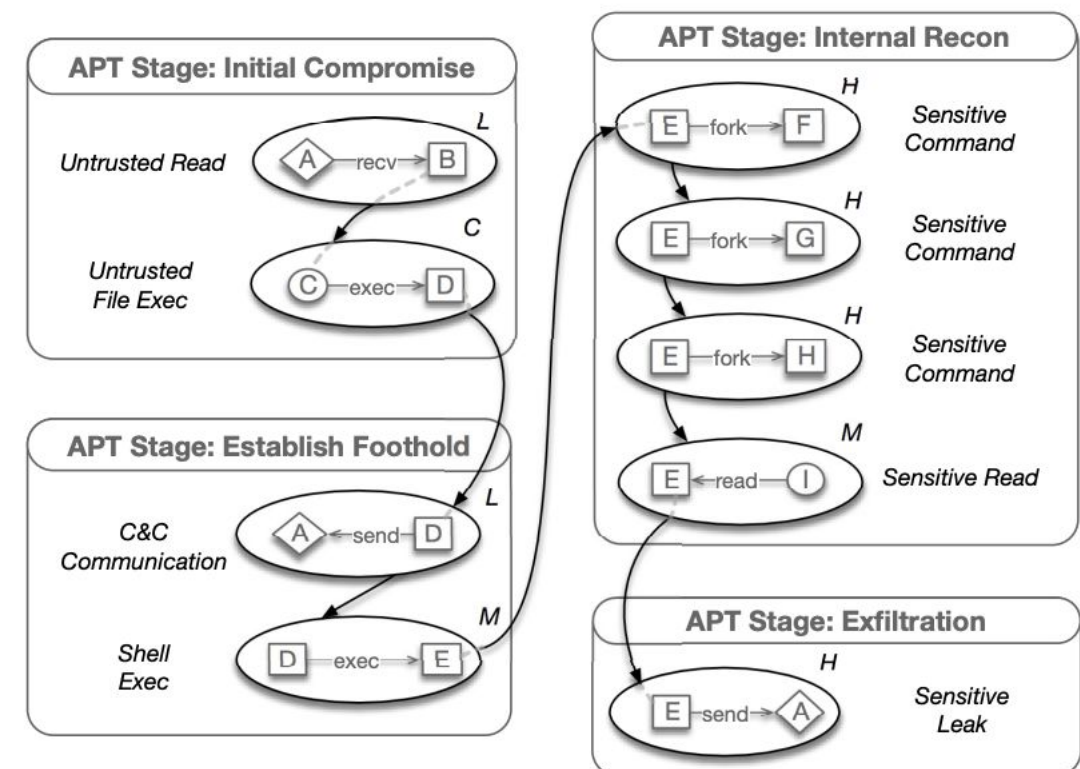 APT Stage: Initial Compromise
Untrusted Read
L
A recv B
Untrusted
File Exec
C
C exec D
APT Stage: Establish Foothold
C&C
Communication
L
A send D
Shell
Exec
M
D exec E
APT Stage: Internal Recon
H
E fork F
Sensitive
Command
H
E fork G
Sensitive
Command
H
E fork H
Sensitive
Command
M
E read I
Sensitive Read
APT Stage: Exfiltration
H
E send A
Sensitive
Leak